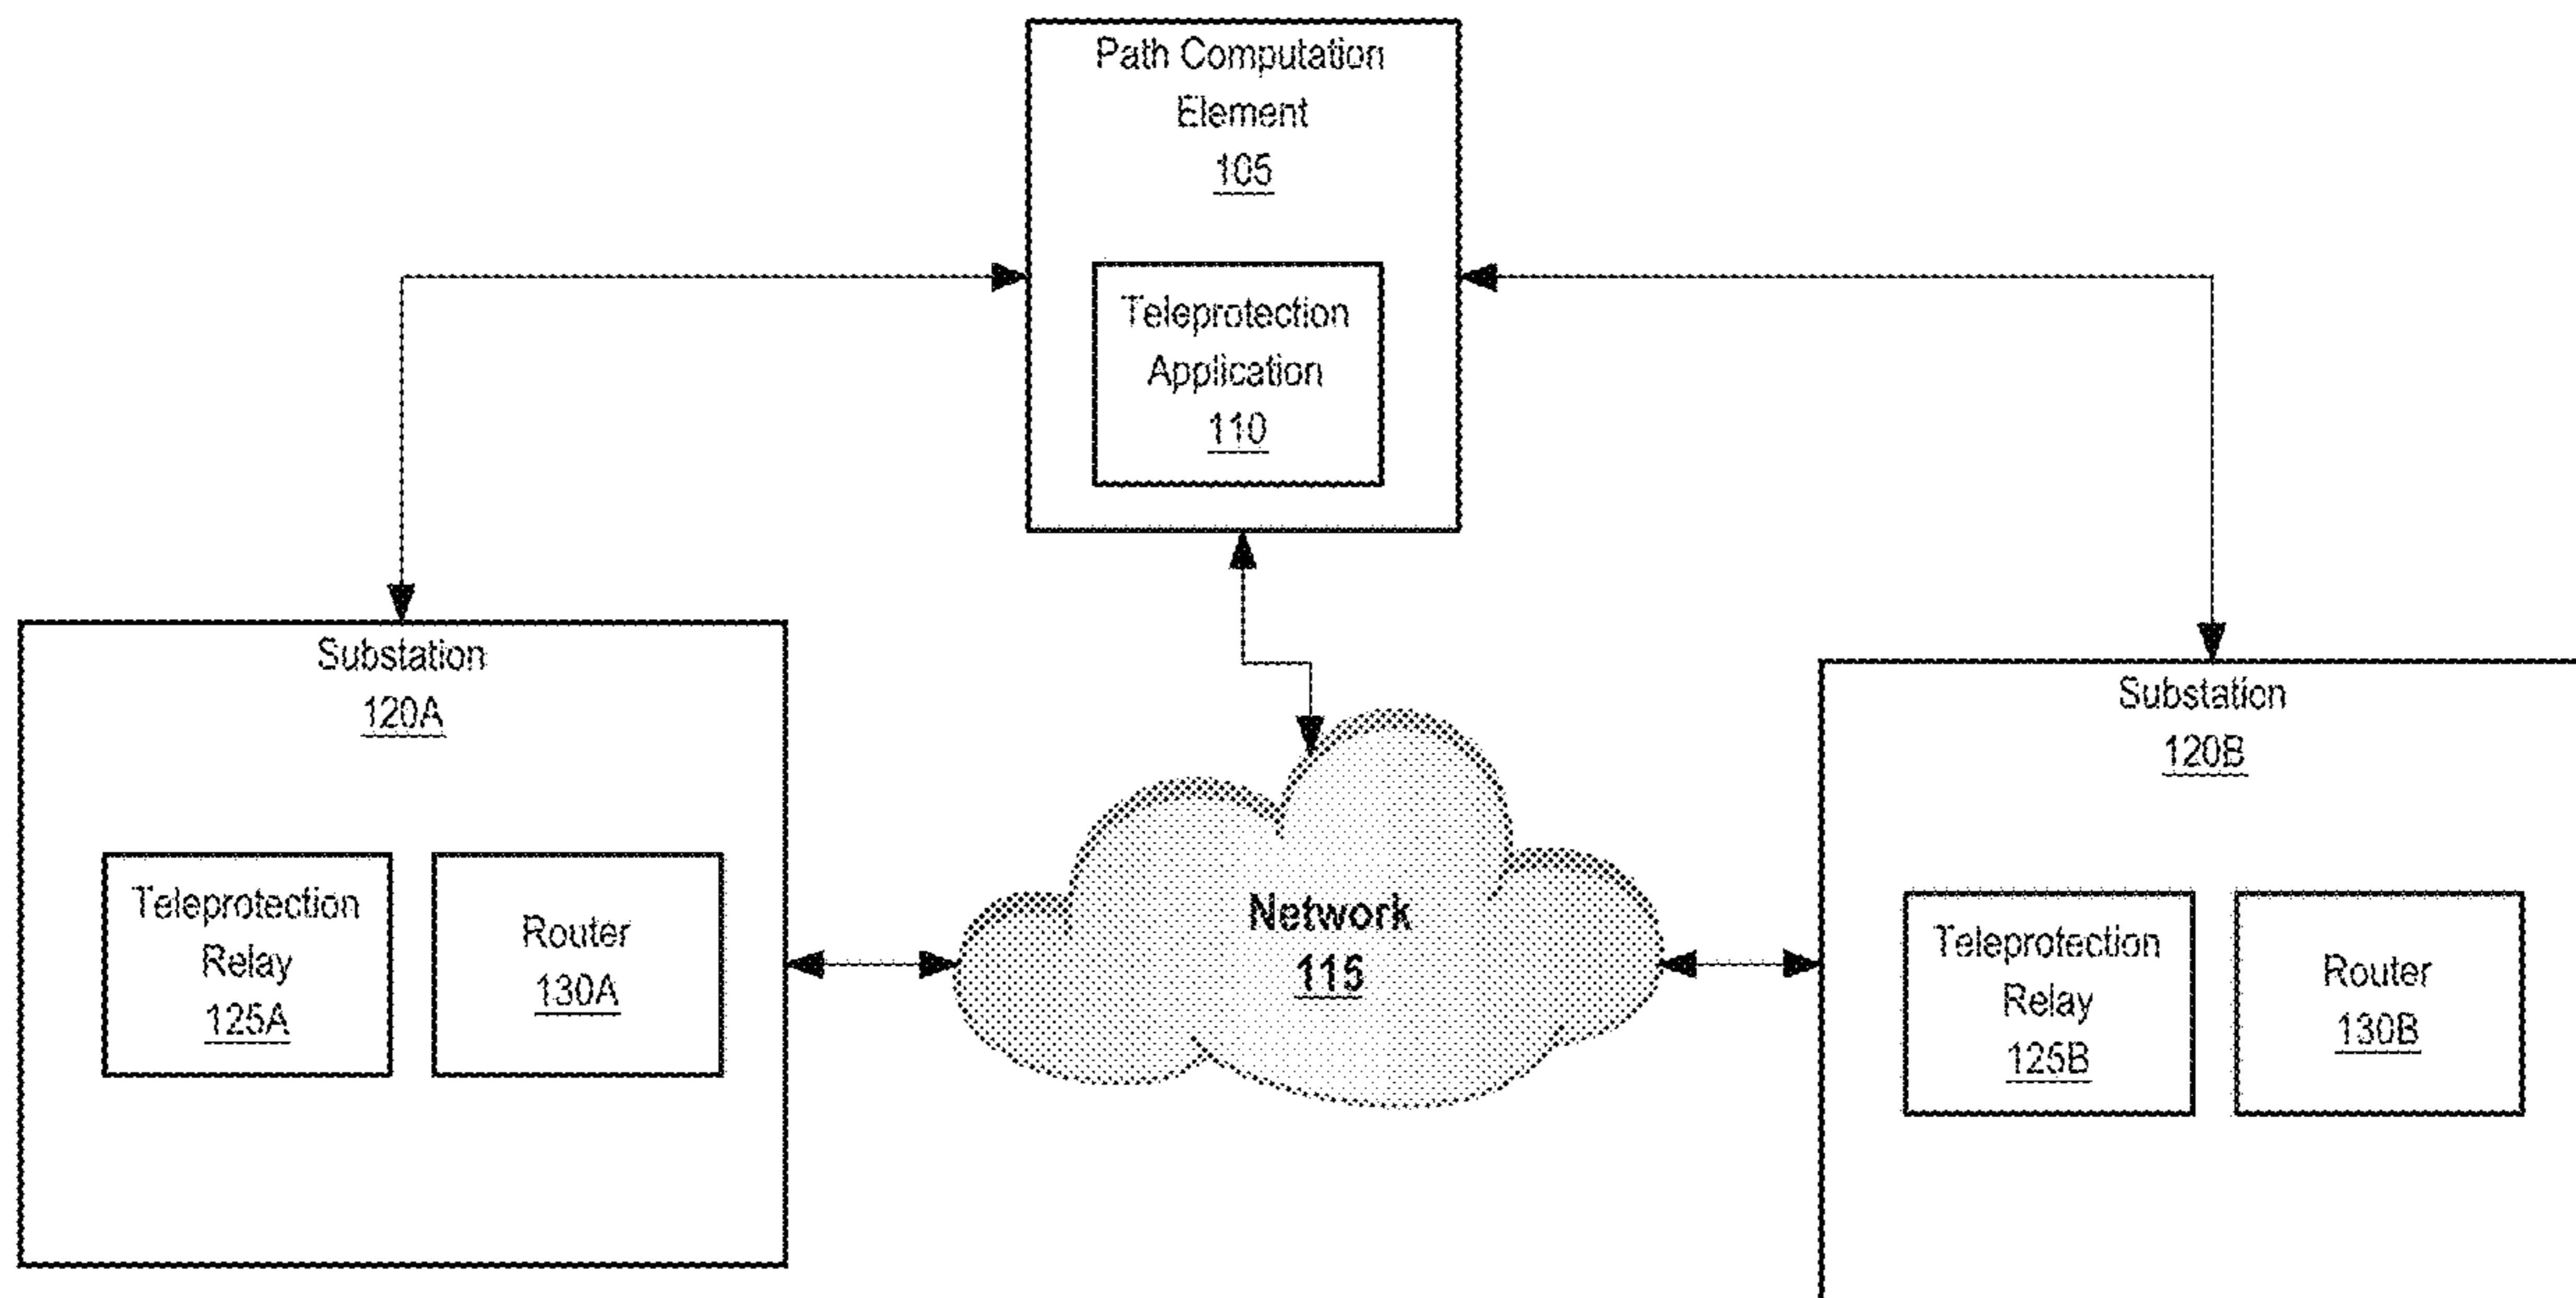 Path Computation
Element
105
Teleprotection
Application
110
Substation
120A
Teleprotection
Relay
125A
Router
130A
Network
115
Substation
120B
Teleprotection
Relay
125B
Router
130B